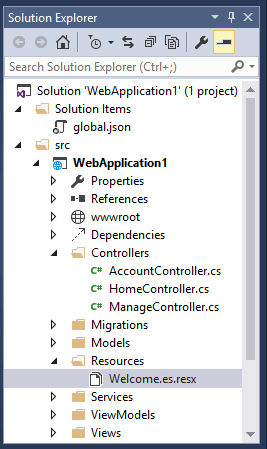 Solution Explorer
Search Solution Explorer (Ctrl+;)
Solution 'WebApplication1' (1 project)
Solution Items
global.json
src
WebApplication1
Properties
References
wwwroot
Dependencies
Controllers
C# AccountController.cs
C# HomeController.cs
C# ManageController.cs
Migrations
Models
Resources
Welcome.es.resx
Services
ViewModels
Views